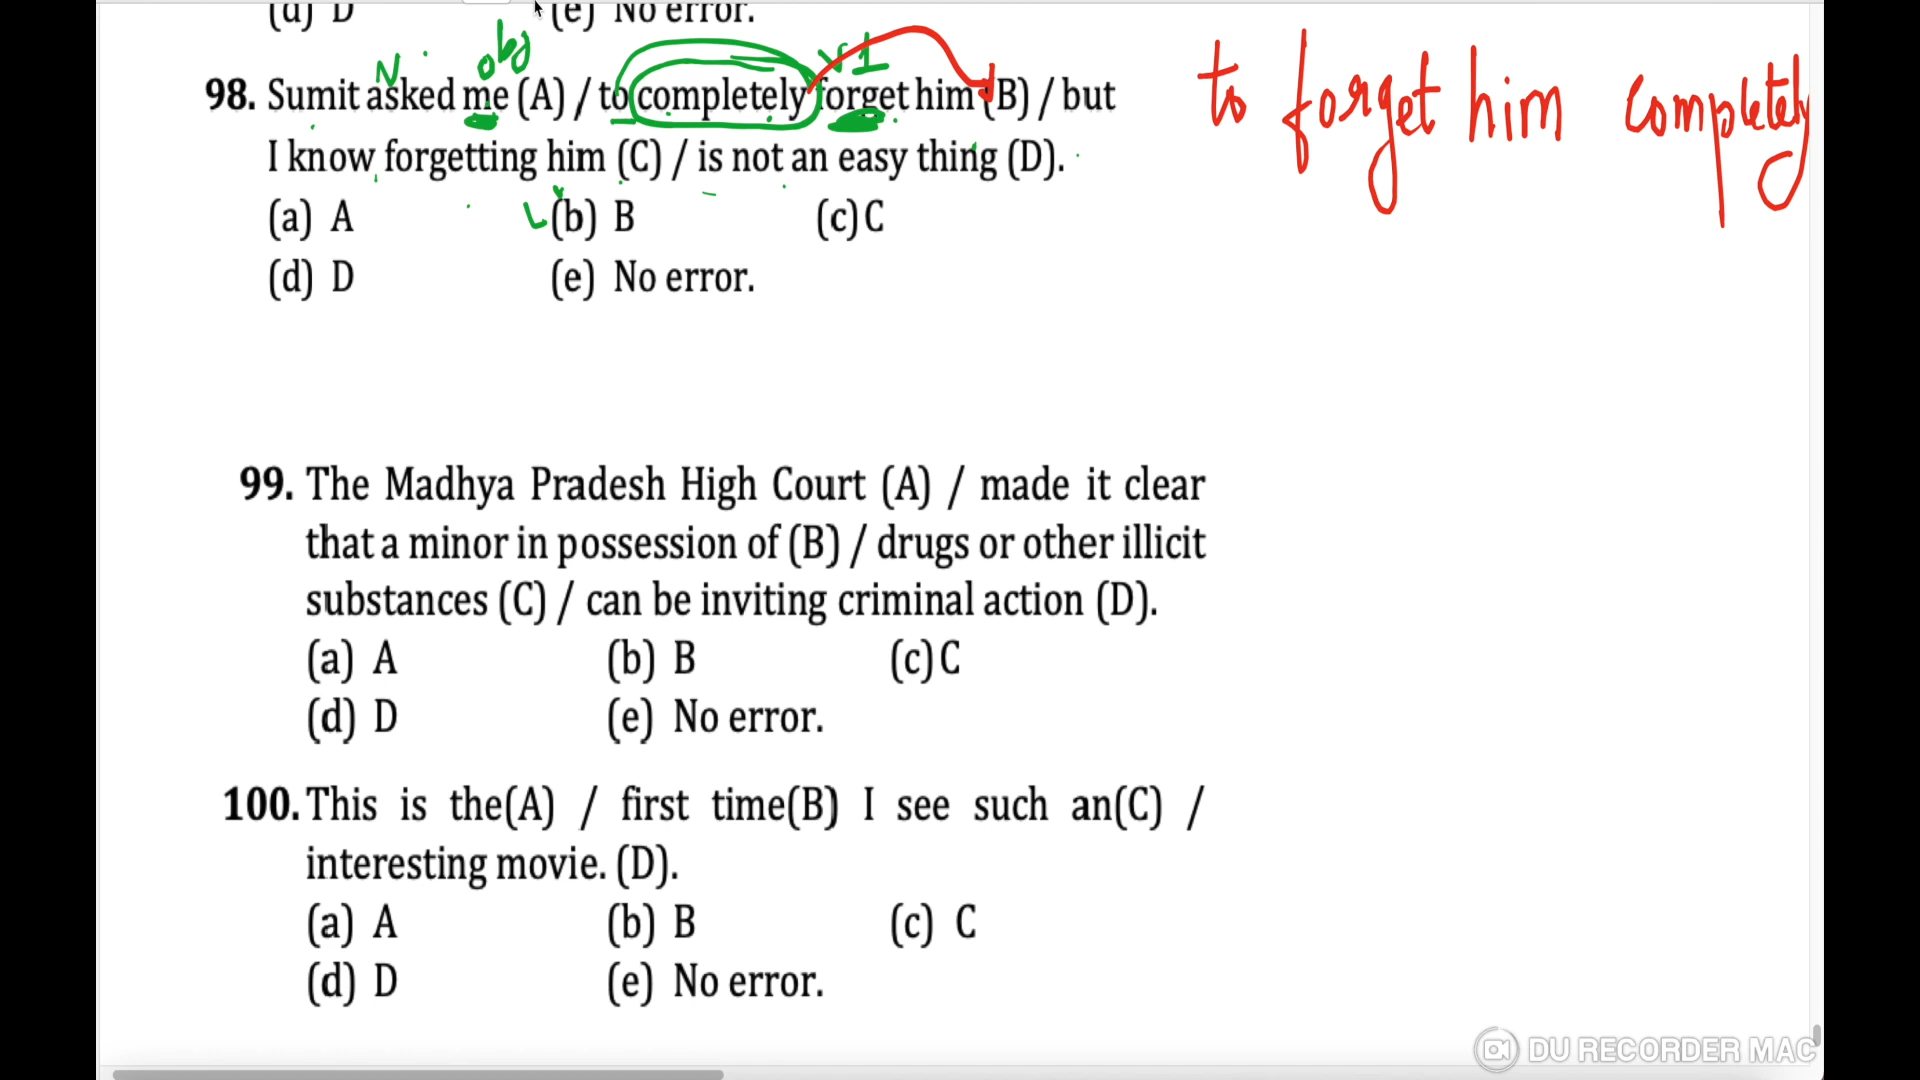 (d) D (e) No error.
N obj V1
98. Sumit asked me (A) / to completely forget him (B) / but
I know forgetting him (C) / is not an easy thing (D).
(a) A (b) B (c) C
(d) D (e) No error.
to forget him completely
99. The Madhya Pradesh High Court (A) / made it clear
that a minor in possession of (B) / drugs or other illicit
substances (C) / can be inviting criminal action (D).
(a) A (b) B (c) C
(d) D (e) No error.
100. This is the(A) / first time(B) I see such an(C) /
interesting movie. (D).
(a) A (b) B (c) C
(d) D (e) No error.
DU RECORDER MAC